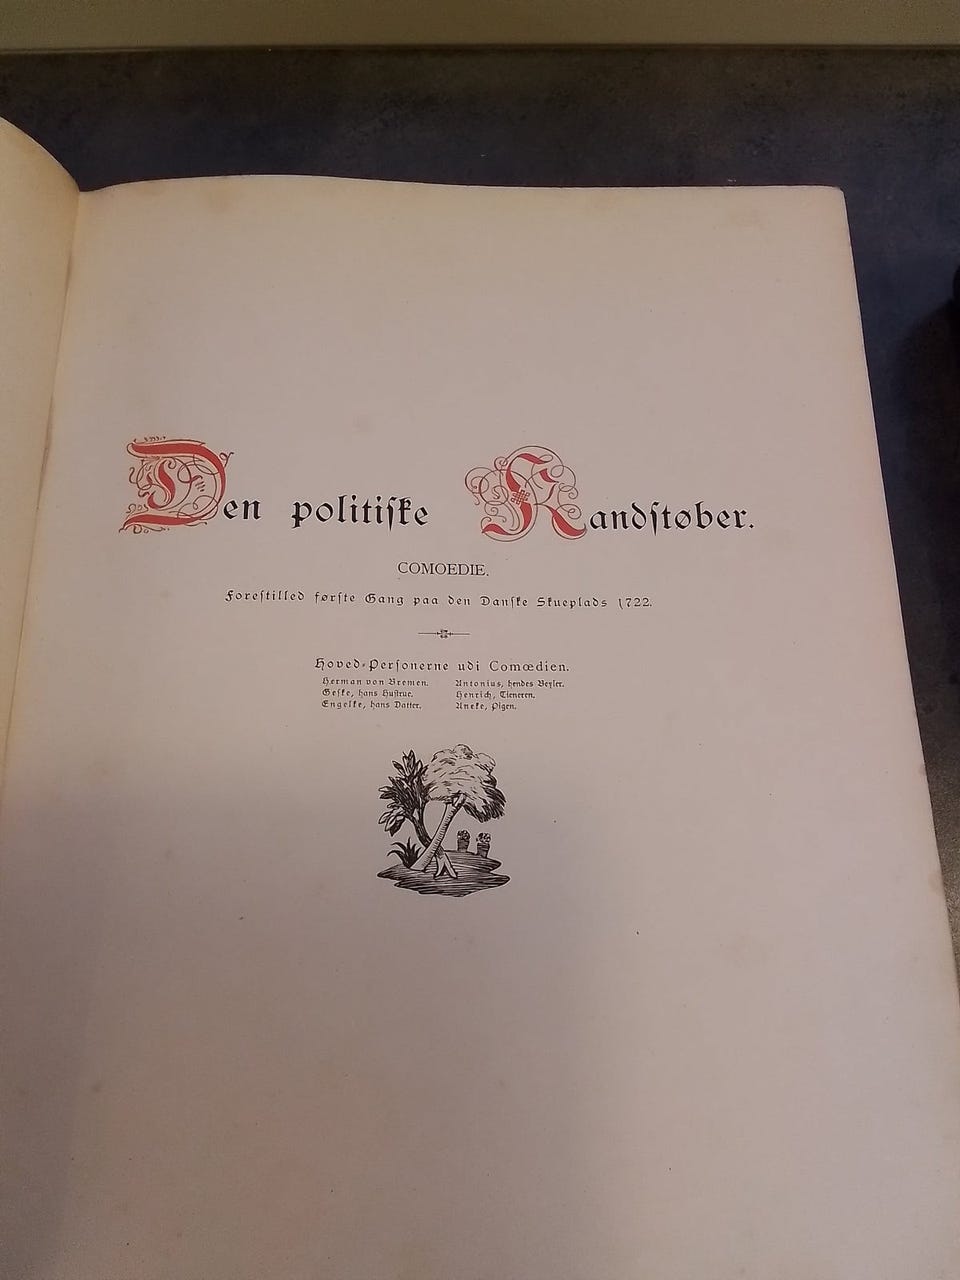 Den politiſke Kandſtøber.
COMOEDIE.
Foreſtilled førſte Gang paa den Danſke Skueplads 1722.
Hoved-Perſonerne udi Comœdien.
Herman von Bremen. Antonius, hendes Beyler.
Geſke, hans Huſtrue. Henrich, Tieneren.
Engelke, hans Datter. Aneke, Pigen.